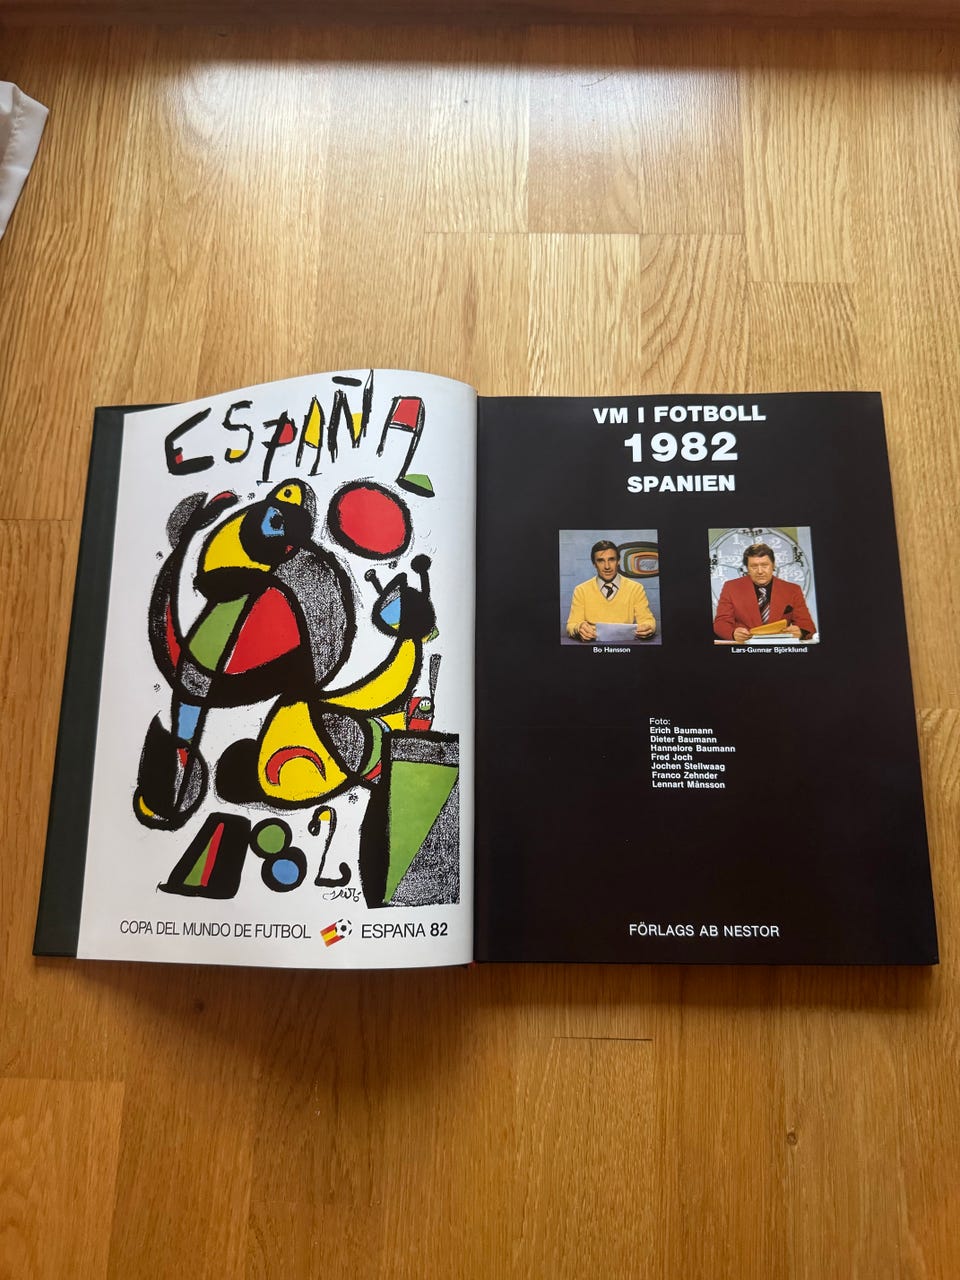 ESPAÑA
82
Miró
COPA DEL MUNDO DE FUTBOL ESPAÑA 82
VM I FOTBOLL
1982
SPANIEN
Bo Hansson
Lars-Gunnar Björklund
Foto:
Erich Baumann
Dieter Baumann
Hannelore Baumann
Fred Joch
Jochen Stellwaag
Franco Zehnder
Lennart Månsson
FÖRLAGS AB NESTOR